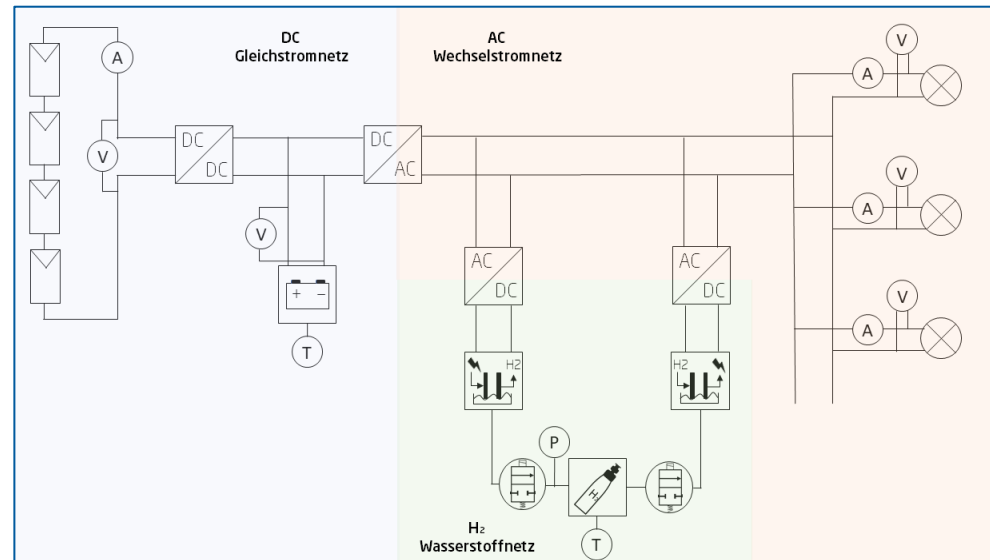 DC
Gleichstromnetz
AC
Wechselstromnetz
A
V
DC
DC
DC
AC
V
+ −
T
AC
DC
AC
DC
H2
H2
P
H
T
H₂
Wasserstoffnetz
V
A
V
A
V
A